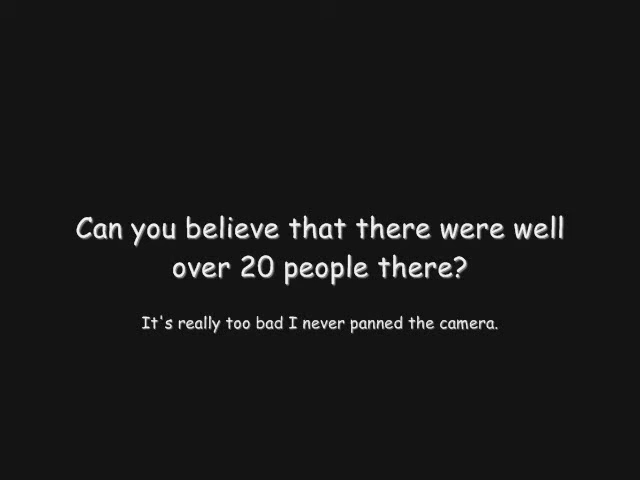 Can you believe that there were well
over 20 people there?
It's really too bad I never panned the camera.